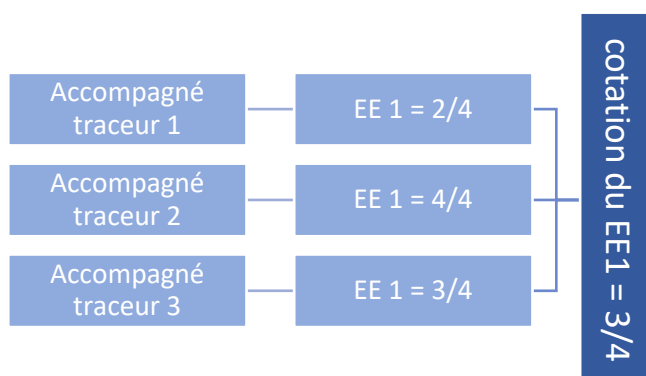 Accompagné
traceur 1
EE 1 = 2/4
Accompagné
traceur 2
EE 1 = 4/4
Accompagné
traceur 3
EE 1 = 3/4
cotation du EE1 = 3/4